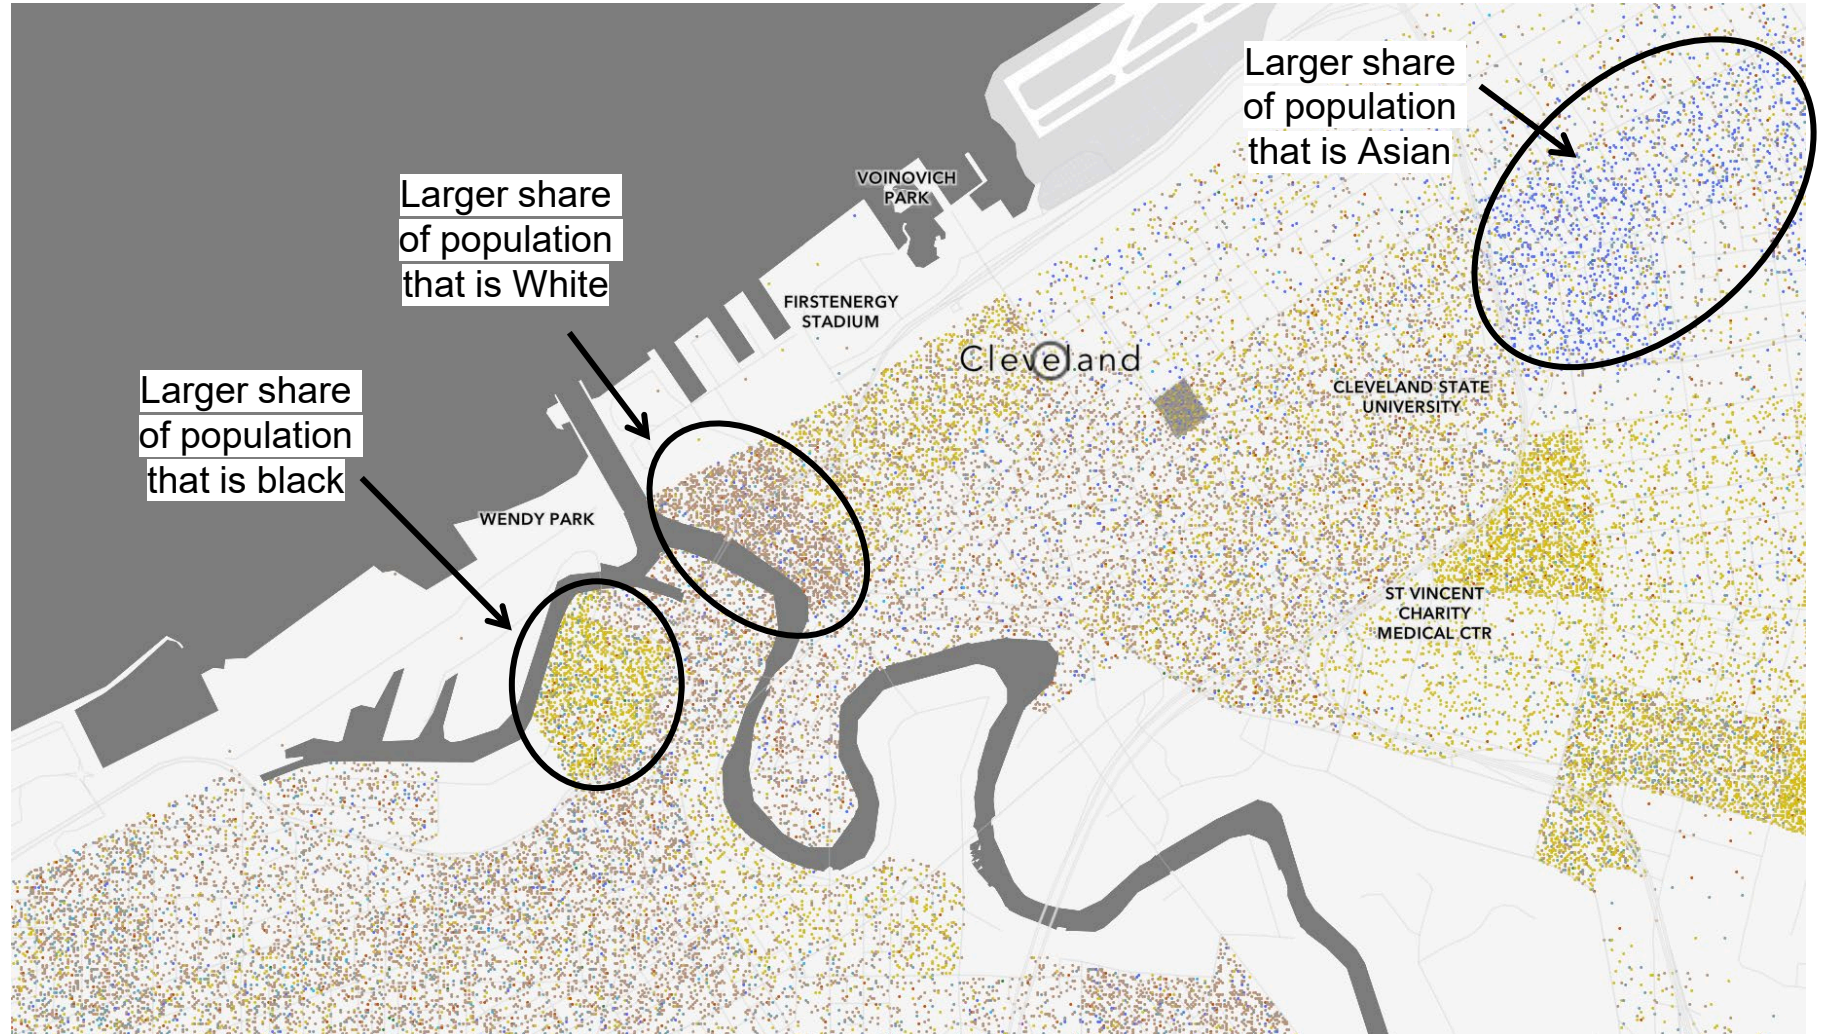 Larger share
of population
that is Asian
VOINOVICH
PARK
Larger share
of population
that is White
FIRSTENERGY
STADIUM
Cleveland
Larger share
of population
that is black
CLEVELAND STATE
UNIVERSITY
WENDY PARK
ST VINCENT
CHARITY
MEDICAL CTR